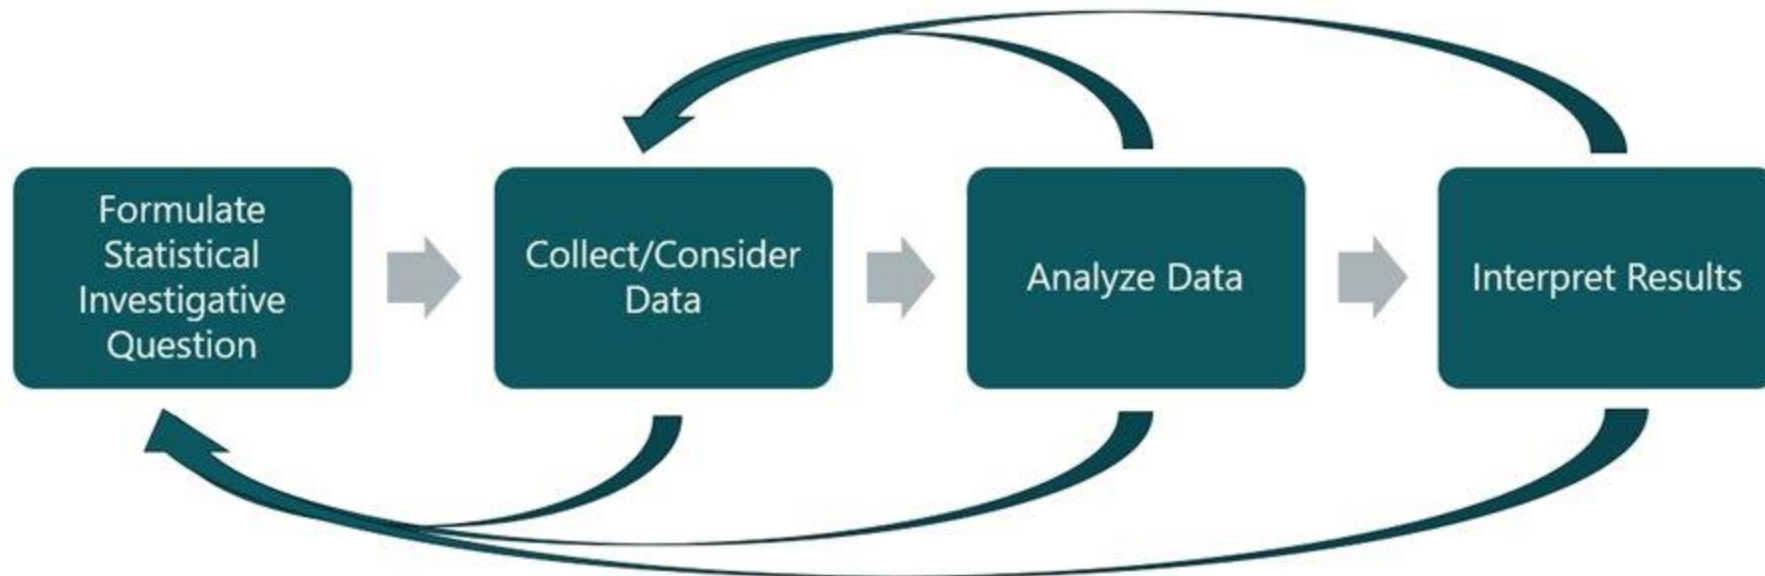 Formulate
Statistical
Investigative
Question
Collect/Consider
Data
Analyze Data
Interpret Results